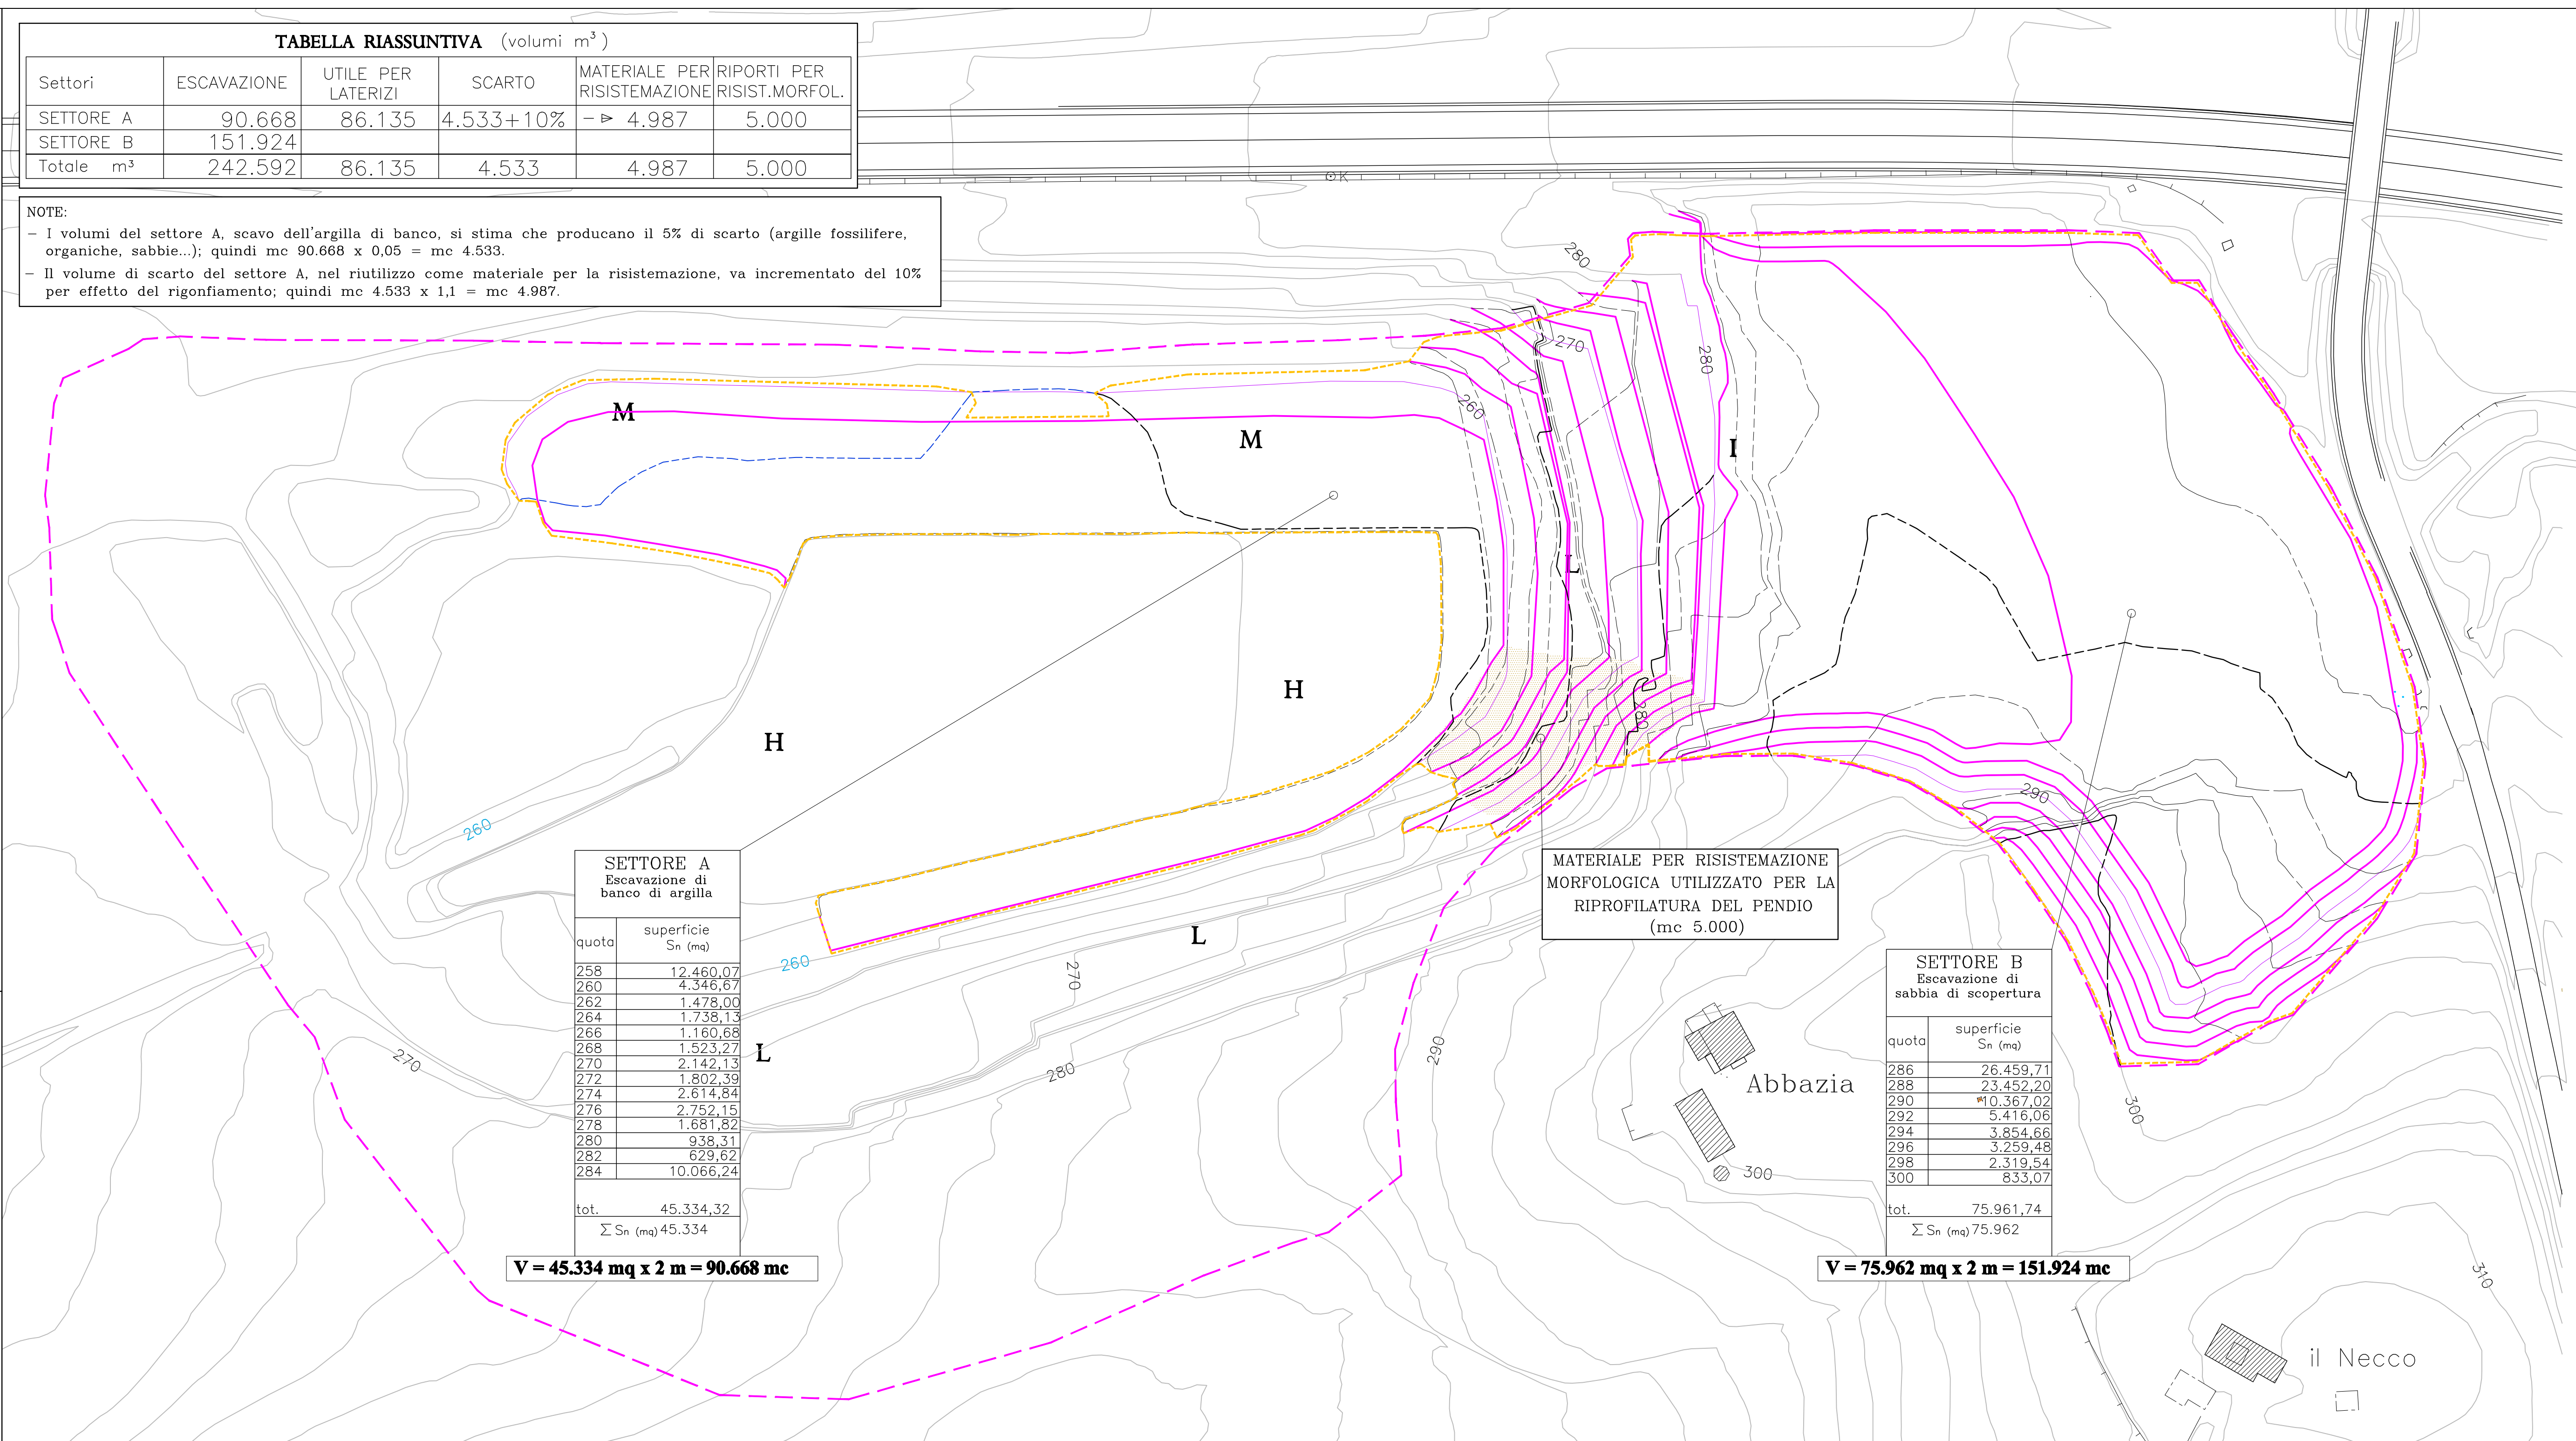 TABELLA RIASSUNTIVA (volumi m³)
Settori ESCAVAZIONE UTILE PER LATERIZI SCARTO MATERIALE PER RISISTEMAZIONE RIPORTI PER RISIST.MORFOL.
SETTORE A 90.668 86.135 4.533+10% 4.987 5.000
SETTORE B 151.924
Totale m³ 242.592 86.135 4.533 4.987 5.000
NOTE:
– I volumi del settore A, scavo dell'argilla di banco, si stima che producano il 5% di scarto (argille fossilifere,
organiche, sabbie...); quindi mc 90.668 x 0,05 = mc 4.533.
– Il volume di scarto del settore A, nel riutilizzo come materiale per la risistemazione, va incrementato del 10%
per effetto del rigonfiamento; quindi mc 4.533 x 1,1 = mc 4.987.
K
280
270
280
260
M
M
I
L
H
H
280
290
260
260
L
270
L
270
280
290
300
300
310
SETTORE A
Escavazione di
banco di argilla
quota superficie Sn (mq)
258 12.460,07
260 4.346,67
262 1.478,00
264 1.738,13
266 1.160,68
268 1.523,27
270 2.142,13
272 1.802,39
274 2.614,84
276 2.752,15
278 1.681,82
280 938,31
282 629,62
284 10.066,24
tot. 45.334,32
∑ Sn (mq) 45.334
V = 45.334 mq x 2 m = 90.668 mc
MATERIALE PER RISISTEMAZIONE
MORFOLOGICA UTILIZZATO PER LA
RIPROFILATURA DEL PENDIO
(mc 5.000)
Abbazia
SETTORE B
Escavazione di
sabbia di scopertura
quota superficie Sn (mq)
286 26.459,71
288 23.452,20
290 10.367,02
292 5.416,06
294 3.854,66
296 3.259,48
298 2.319,54
300 833,07
tot. 75.961,74
∑ Sn (mq) 75.962
V = 75.962 mq x 2 m = 151.924 mc
il Necco